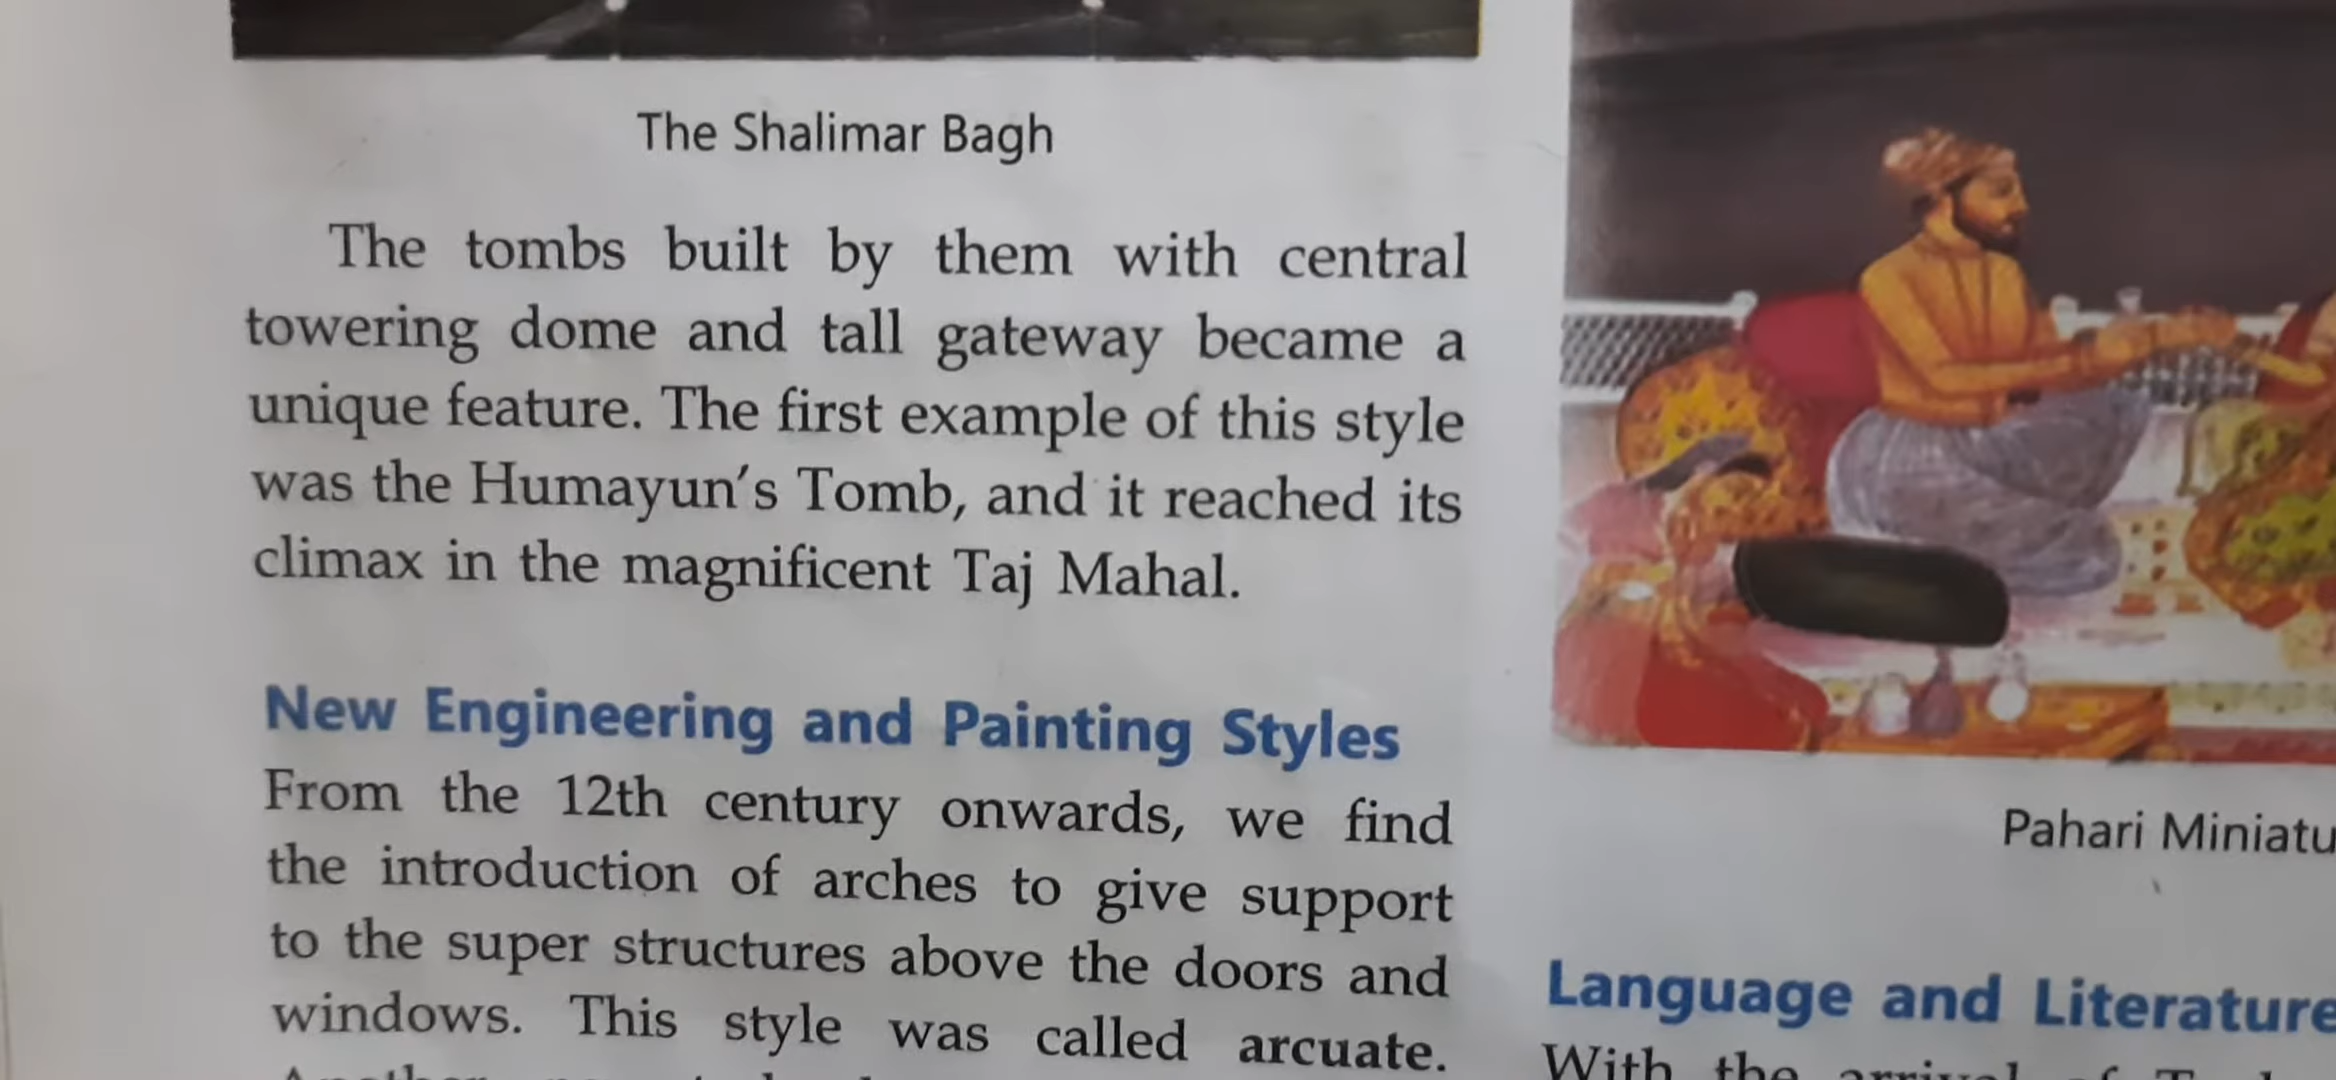 The Shalimar Bagh
The tombs built by them with central
towering dome and tall gateway became a
unique feature. The first example of this style
was the Humayun's Tomb, and it reached its
climax in the magnificent Taj Mahal.
New Engineering and Painting Styles
From the 12th century onwards, we find
the introduction of arches to give support
to the super structures above the doors and
windows. This style was called arcuate.
Pahari Miniatu
Language and Literature
With the arrival of